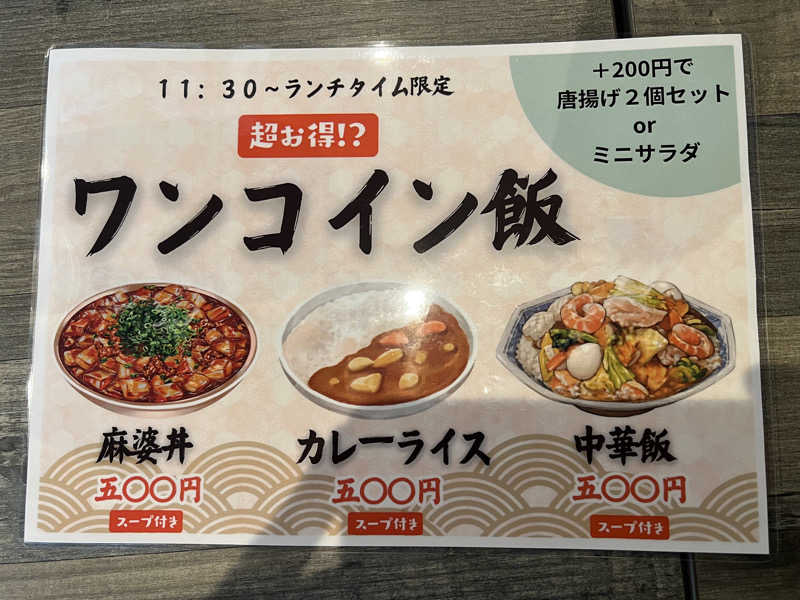 11:30～ランチタイム限定
＋200円で
唐揚げ2個セット
or
ミニサラダ
超お得!?
ワンコイン飯
麻婆丼
五〇〇円
スープ付き
カレーライス
五〇〇円
スープ付き
中華飯
五〇〇円
スープ付き